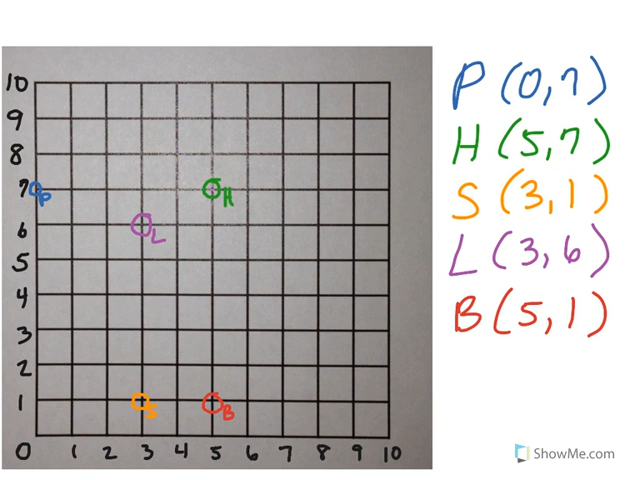 10
9
8
7 P H
6 L
5
4
3
2
1 S B
0 1 2 3 4 5 6 7 8 9 10
P (0,7)
H (5,7)
S (3,1)
L (3,6)
B (5,1)
ShowMe.com